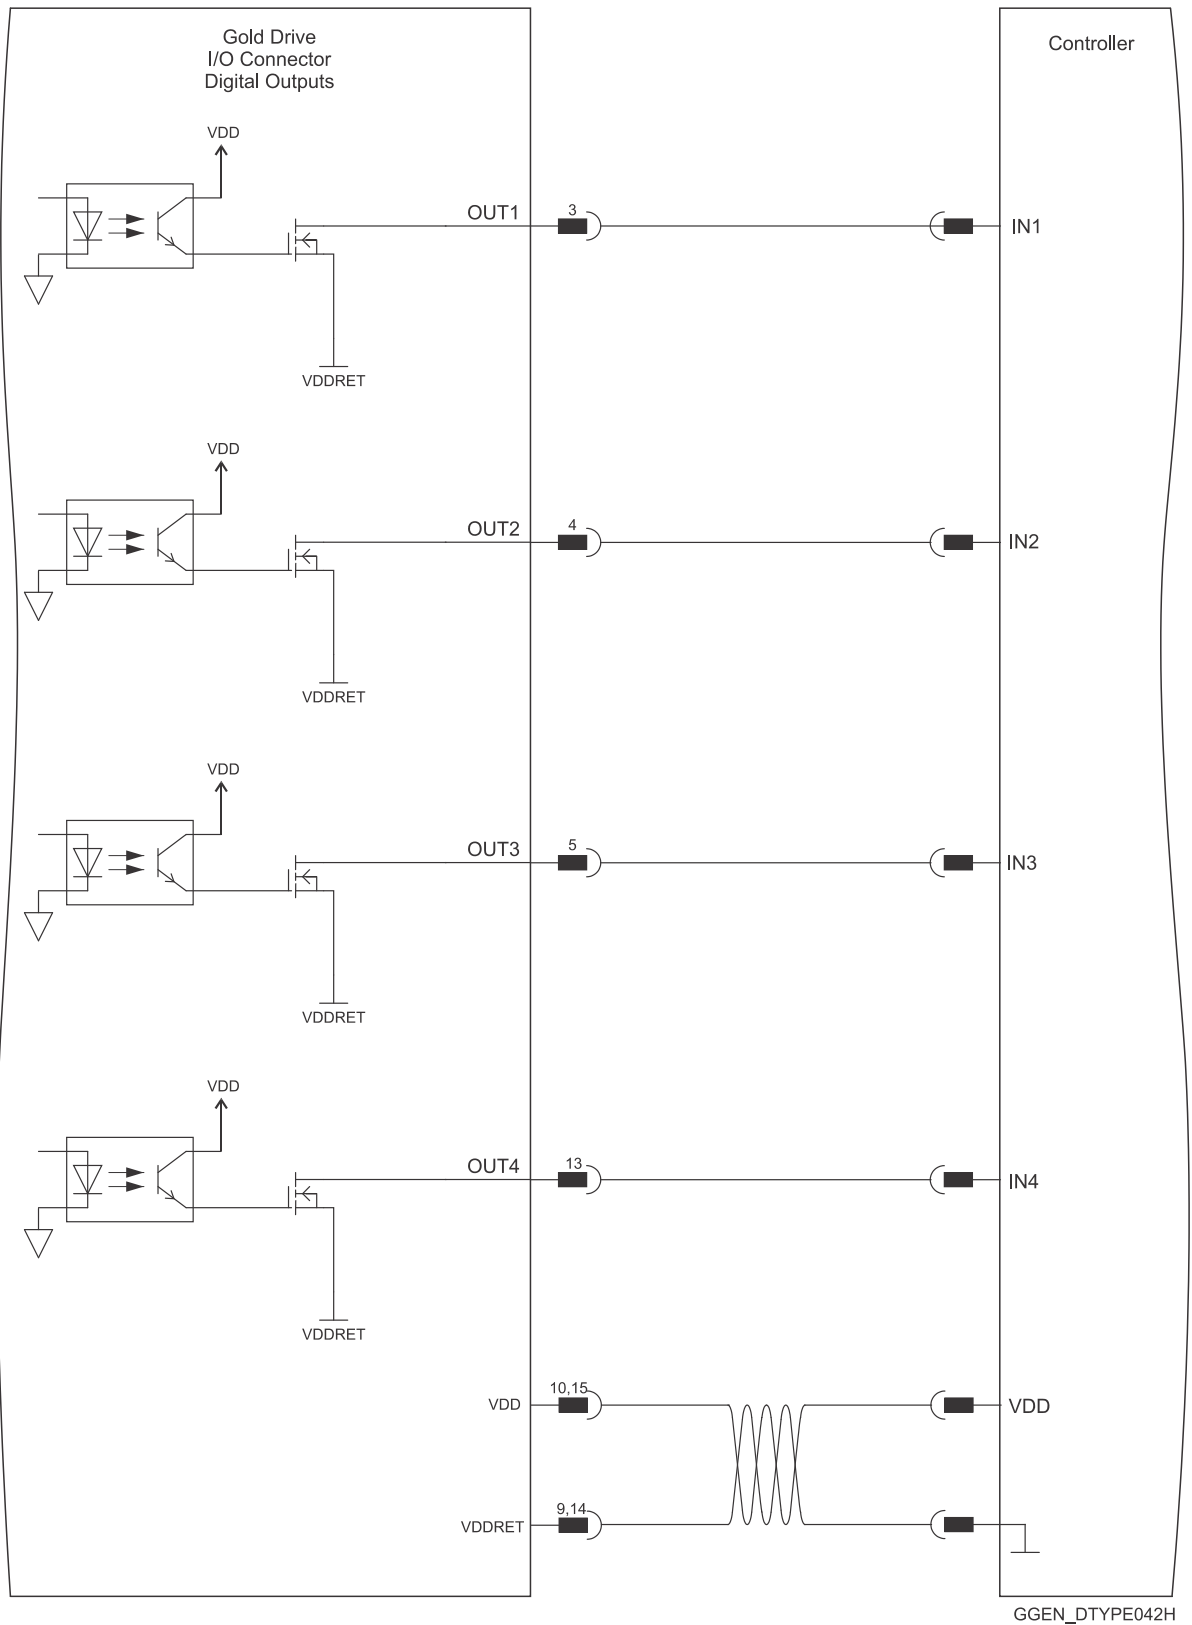 Gold Drive
I/O Connector
Digital Outputs
Controller
VDD
OUT1
3
IN1
VDDRET
VDD
OUT2
4
IN2
VDDRET
VDD
OUT3
5
IN3
VDDRET
VDD
OUT4
13
IN4
VDDRET
VDD
10,15
VDD
VDDRET
9,14
GGEN_DTYPE042H